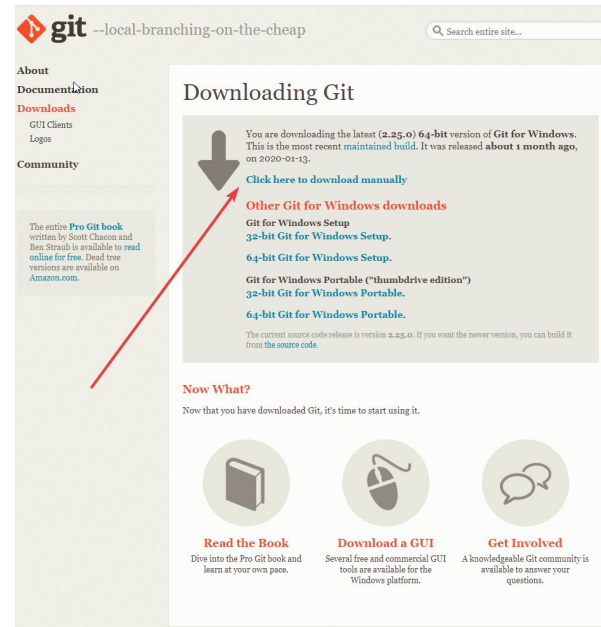 git --local-branching-on-the-cheap
Search entire site...
About
Documentation
Downloads
GUI Clients
Logos
Community
The entire Pro Git book
written by Scott Chacon and
Ben Straub is available to read
online for free. Dead tree
versions are available on
Amazon.com.
Downloading Git
You are downloading the latest (2.25.0) 64-bit version of Git for Windows.
This is the most recent maintained build. It was released about 1 month ago,
on 2020-01-13.
Click here to download manually
Other Git for Windows downloads
Git for Windows Setup
32-bit Git for Windows Setup.
64-bit Git for Windows Setup.
Git for Windows Portable ("thumbdrive edition")
32-bit Git for Windows Portable.
64-bit Git for Windows Portable.
The current source code release is version 2.25.0. If you want the newer version, you can build it
from the source code.
Now What?
Now that you have downloaded Git, it's time to start using it.
Read the Book
Dive into the Pro Git book and
learn at your own pace.
Download a GUI
Several free and commercial GUI
tools are available for the
Windows platform.
Get Involved
A knowledgeable Git community is
available to answer your
questions.